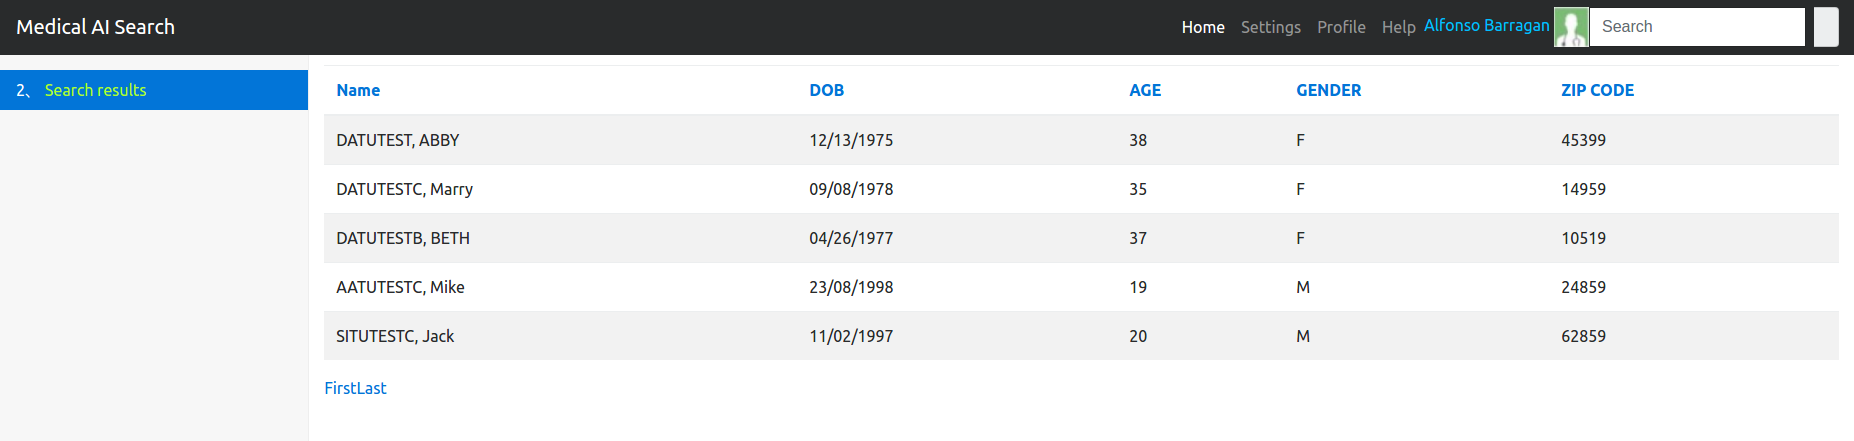 Medical AI Search Home Settings Profile Help Alfonso Barragan Search
2、 Search results
Name DOB AGE GENDER ZIP CODE
DATUTEST, ABBY 12/13/1975 38 F 45399
DATUTESTC, Marry 09/08/1978 35 F 14959
DATUTESTB, BETH 04/26/1977 37 F 10519
AATUTESTC, Mike 23/08/1998 19 M 24859
SITUTESTC, Jack 11/02/1997 20 M 62859
FirstLast